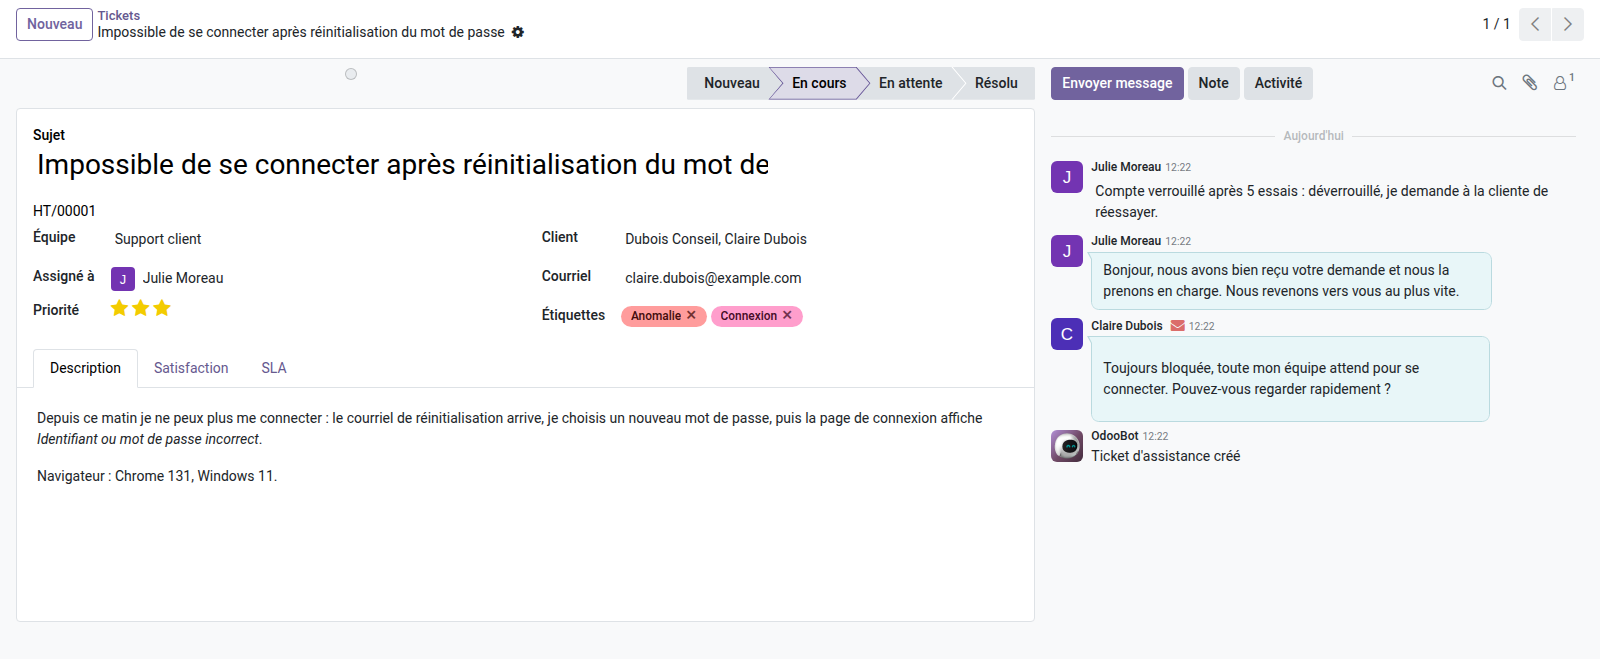 Nouveau
Tickets
Impossible de se connecter après réinitialisation du mot de passe
1 / 1
Nouveau
En cours
En attente
Résolu
Envoyer message
Note
Activité
1
Sujet
Impossible de se connecter après réinitialisation du mot de
HT/00001
Équipe
Support client
Client
Dubois Conseil, Claire Dubois
Assigné à
J
Julie Moreau
Courriel
claire.dubois@example.com
Priorité
Étiquettes
Anomalie ✕
Connexion ✕
Description
Satisfaction
SLA
Depuis ce matin je ne peux plus me connecter : le courriel de réinitialisation arrive, je choisis un nouveau mot de passe, puis la page de connexion affiche
Identifiant ou mot de passe incorrect.
Navigateur : Chrome 131, Windows 11.
Aujourd'hui
J
Julie Moreau 12:22
Compte verrouillé après 5 essais : déverrouillé, je demande à la cliente de
réessayer.
J
Julie Moreau 12:22
Bonjour, nous avons bien reçu votre demande et nous la
prenons en charge. Nous revenons vers vous au plus vite.
C
Claire Dubois 12:22
Toujours bloquée, toute mon équipe attend pour se
connecter. Pouvez-vous regarder rapidement ?
OdooBot 12:22
Ticket d'assistance créé